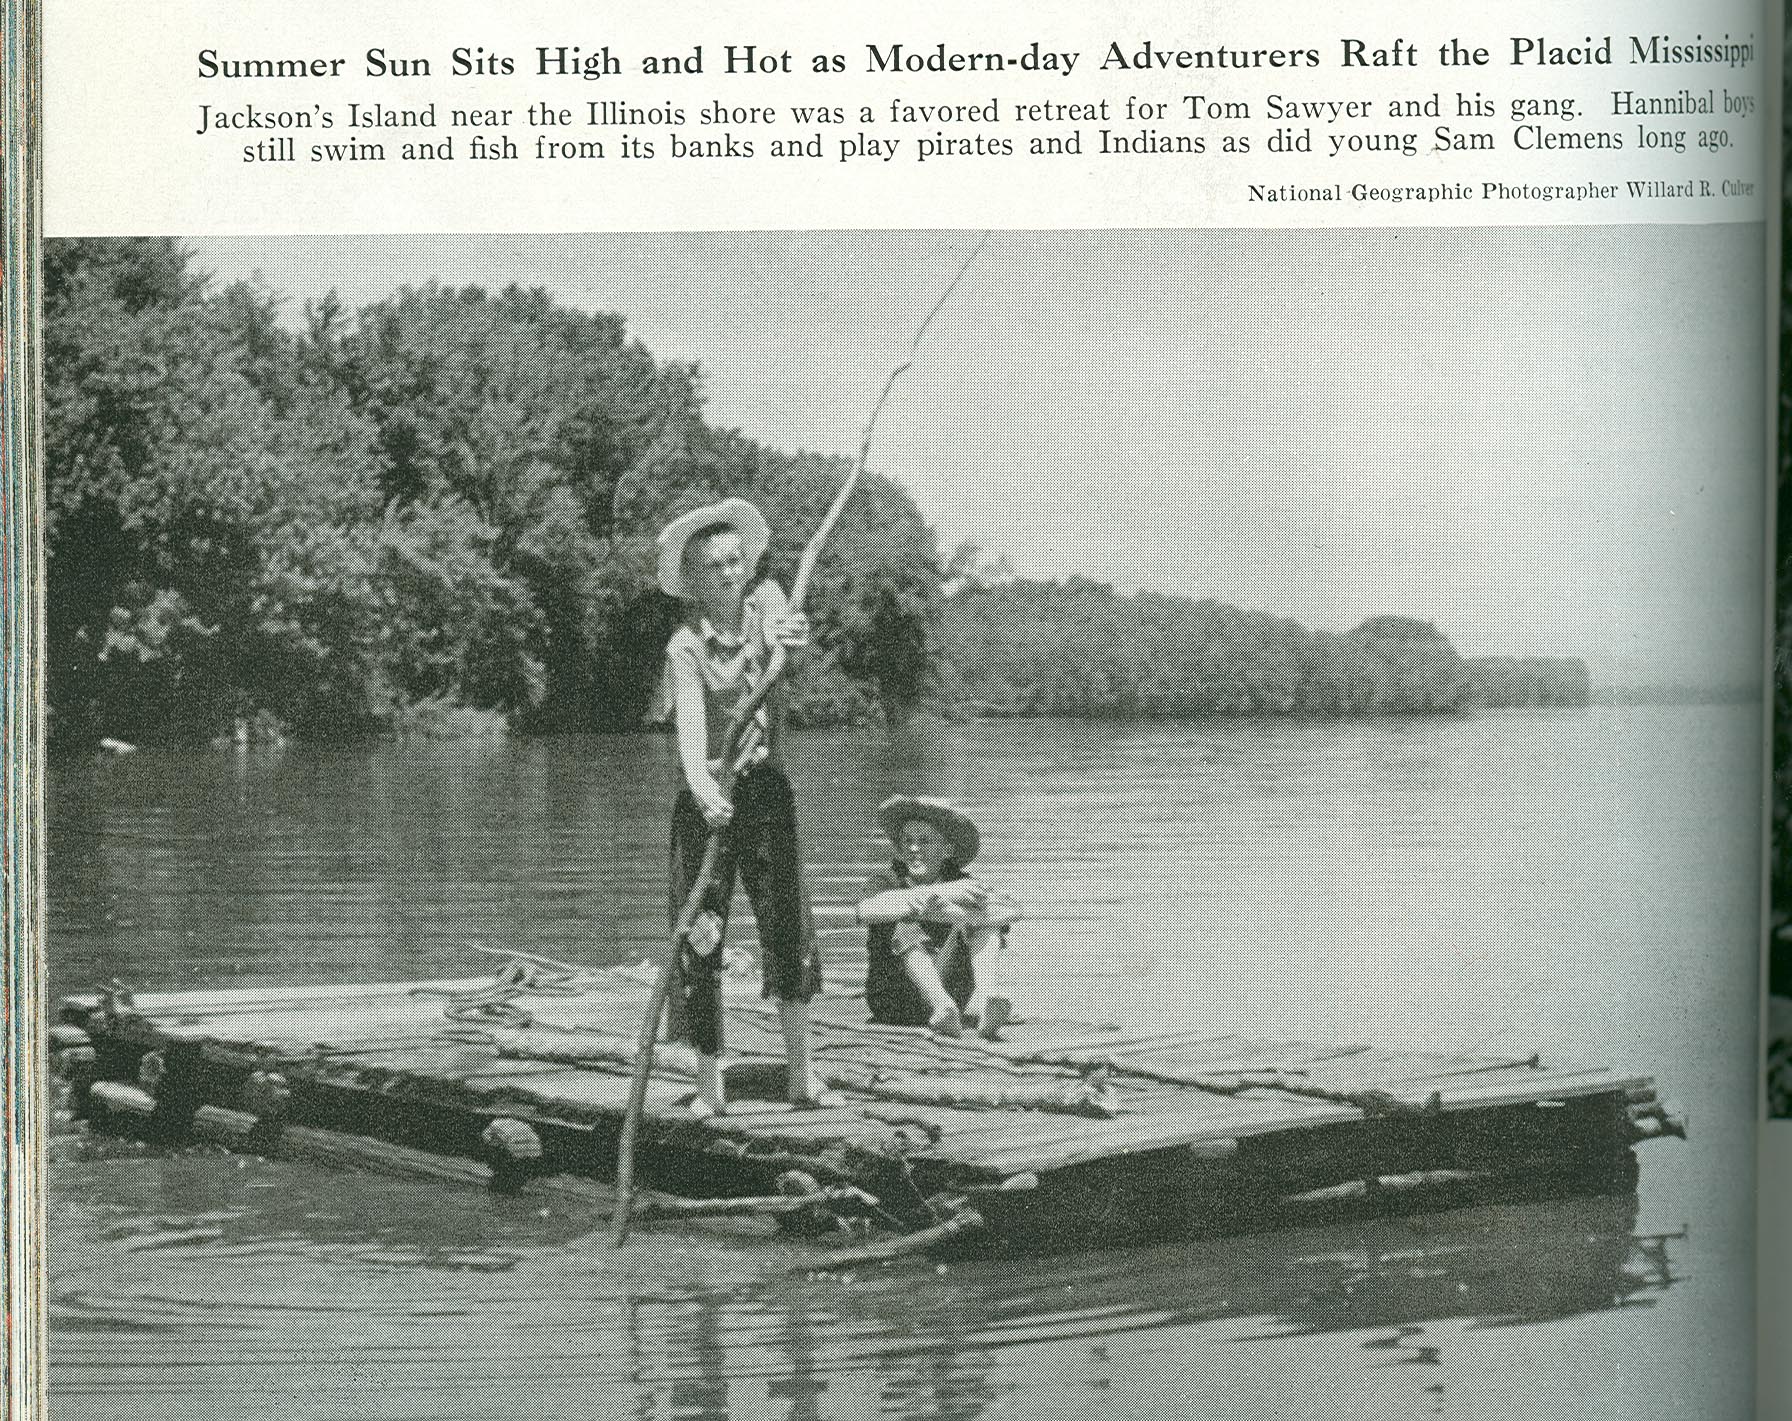 Summer Sun Sits High and Hot as Modern-day Adventurers Raft the Placid Mississippi
Jackson's Island near the Illinois shore was a favored retreat for Tom Sawyer and his gang. Hannibal boys
still swim and fish from its banks and play pirates and Indians as did young Sam Clemens long ago.
National Geographic Photographer Willard R. Culver